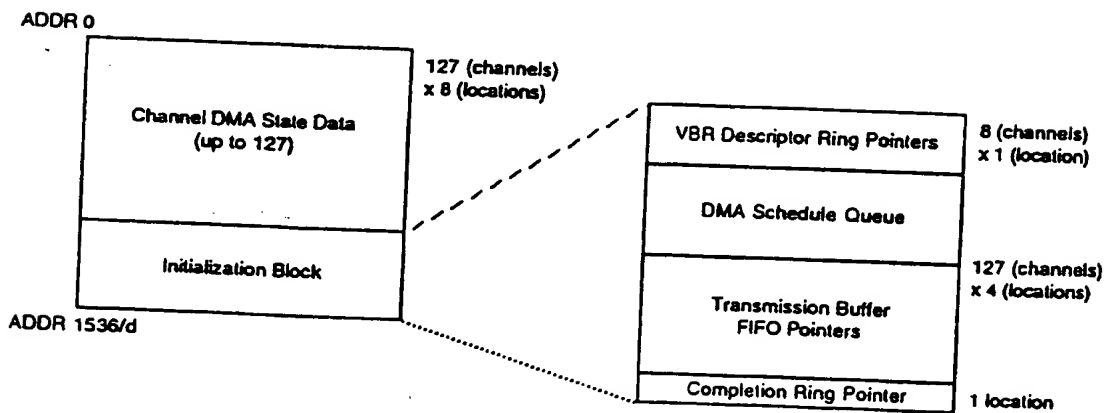 ADDR 0
Channel DMA State Data
(up to 127)
127 (channels)
x 8 (locations)
Initialization Block
ADDR 1536/d
VBR Descriptor Ring Pointers
8 (channels)
x 1 (location)
DMA Schedule Queue
127 (channels)
x 4 (locations)
Transmission Buffer
FIFO Pointers
Completion Ring Pointer
1 location